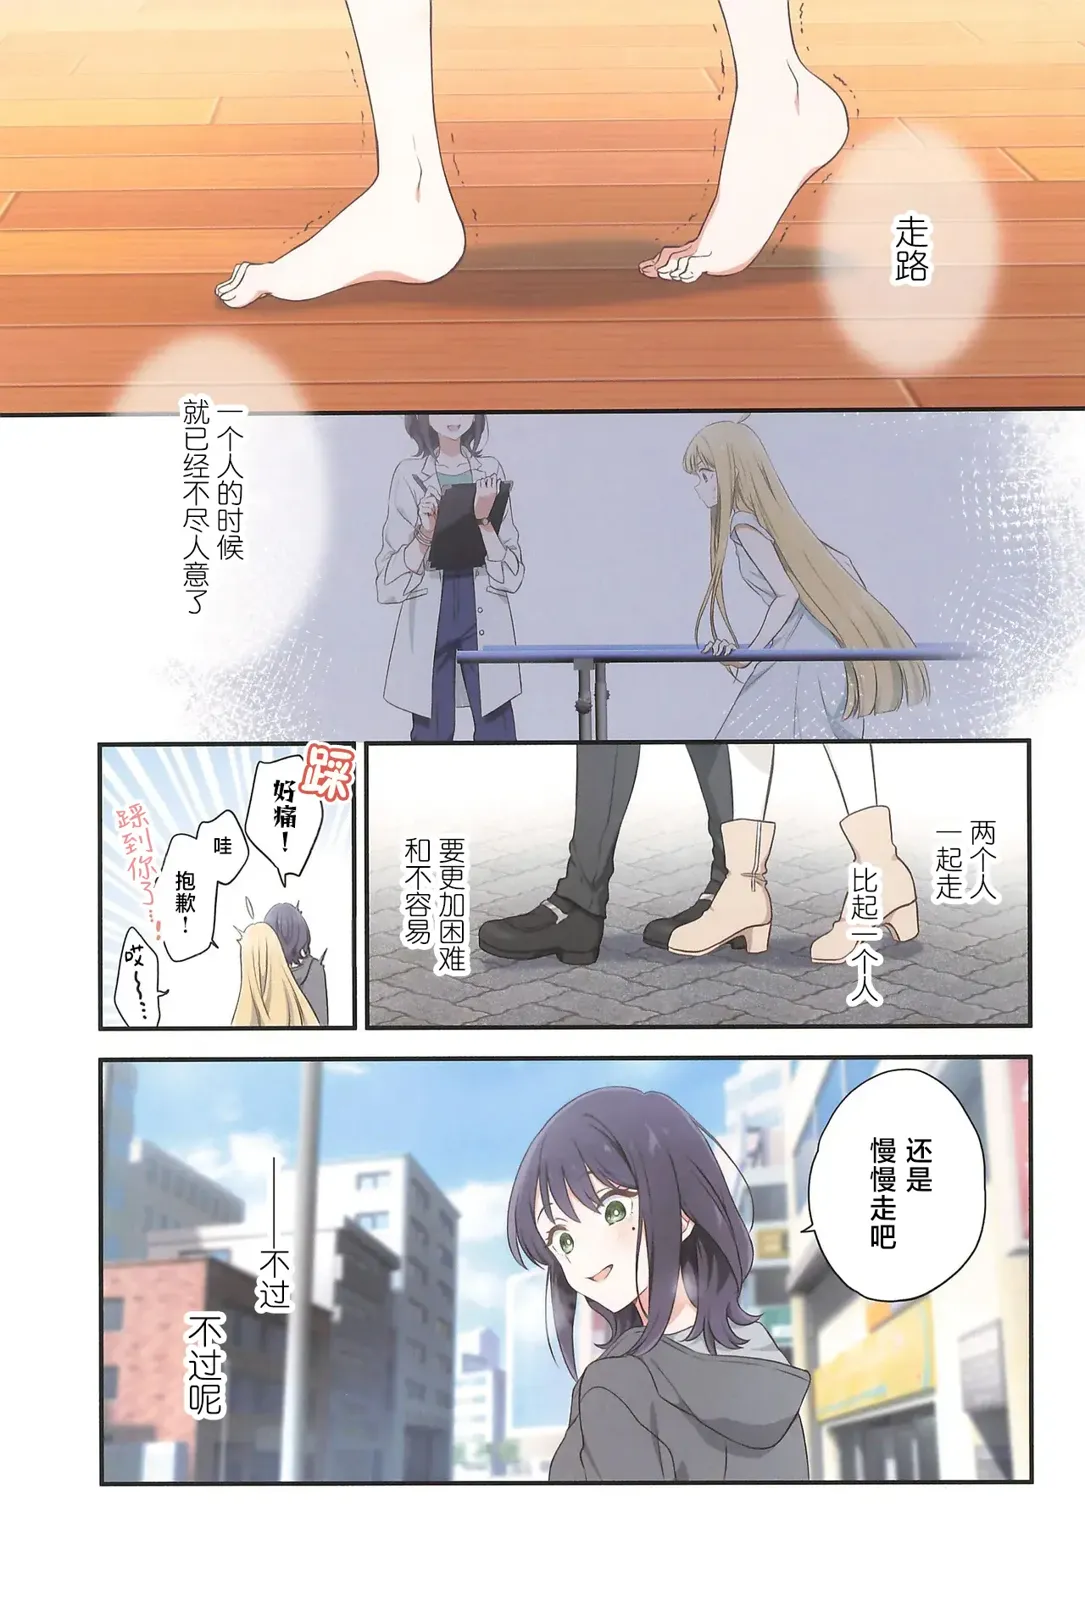 走路
一个人的时候
就已经不尽人意了
两个人
一起走
比起一个人
要更加困难
和不容易
踩
好痛！
哇
抱歉！
踩到你了…！
哎～…
还是
慢慢走吧
——不过
不过呢